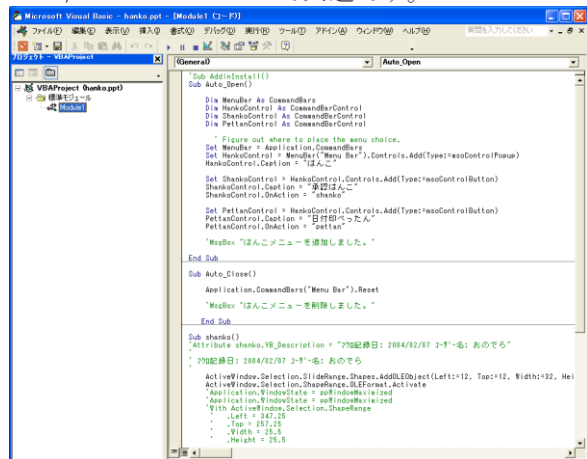 Microsoft Visual Basic - hanko.ppt - [Module1 (コード)]
ファイル(F) 編集(E) 表示(V) 挿入(I) 書式(O) デバッグ(D) 実行(R) ツール(T) アドイン(A) ウィンドウ(W) ヘルプ(H)
質問を入力してください
プロジェクト - VBAProject
VBAProject (hanko.ppt)
標準モジュール
Module1
(General)
Auto_Open
'Sub AddinInstall()
Sub Auto_Open()
Dim MenuBar As CommandBars
Dim HankoControl As CommandBarControl
Dim ShankoControl As CommandBarControl
Dim PettanControl As CommandBarControl
' Figure out where to place the menu choice.
Set MenuBar = Application.CommandBars
Set HankoControl = MenuBar("Menu Bar").Controls.Add(Type:=msoControlPopup)
HankoControl.Caption = "はんこ"
Set ShankoControl = HankoControl.Controls.Add(Type:=msoControlButton)
ShankoControl.Caption = "承認はんこ"
ShankoControl.OnAction = "shanko"
Set PettanControl = HankoControl.Controls.Add(Type:=msoControlButton)
PettanControl.Caption = "日付印ぺったん"
PettanControl.OnAction = "pettan"
'MsgBox "はんこメニューを追加しました。"
End Sub
Sub Auto_Close()
Application.CommandBars("Menu Bar").Reset
'MsgBox "はんこメニューを削除しました。"
End Sub
Sub shanko()
'Attribute shanko.VB_Description = "マクロ記録日: 2004/02/07 ユーザー名: おのでら"
'
' マクロ記録日: 2004/02/07 ユーザー名: おのでら
'
ActiveWindow.Selection.SlideRange.Shapes.AddOLEObject(Left:=12, Top:=12, Width:=32, Hei
ActiveWindow.Selection.ShapeRange.OLEFormat.Activate
'Application.WindowState = ppWindowMaximized
'Application.WindowState = ppWindowMaximized
'With ActiveWindow.Selection.ShapeRange
' .Left = 347.25
' .Top = 257.25
' .Width = 25.5
' .Height = 25.5